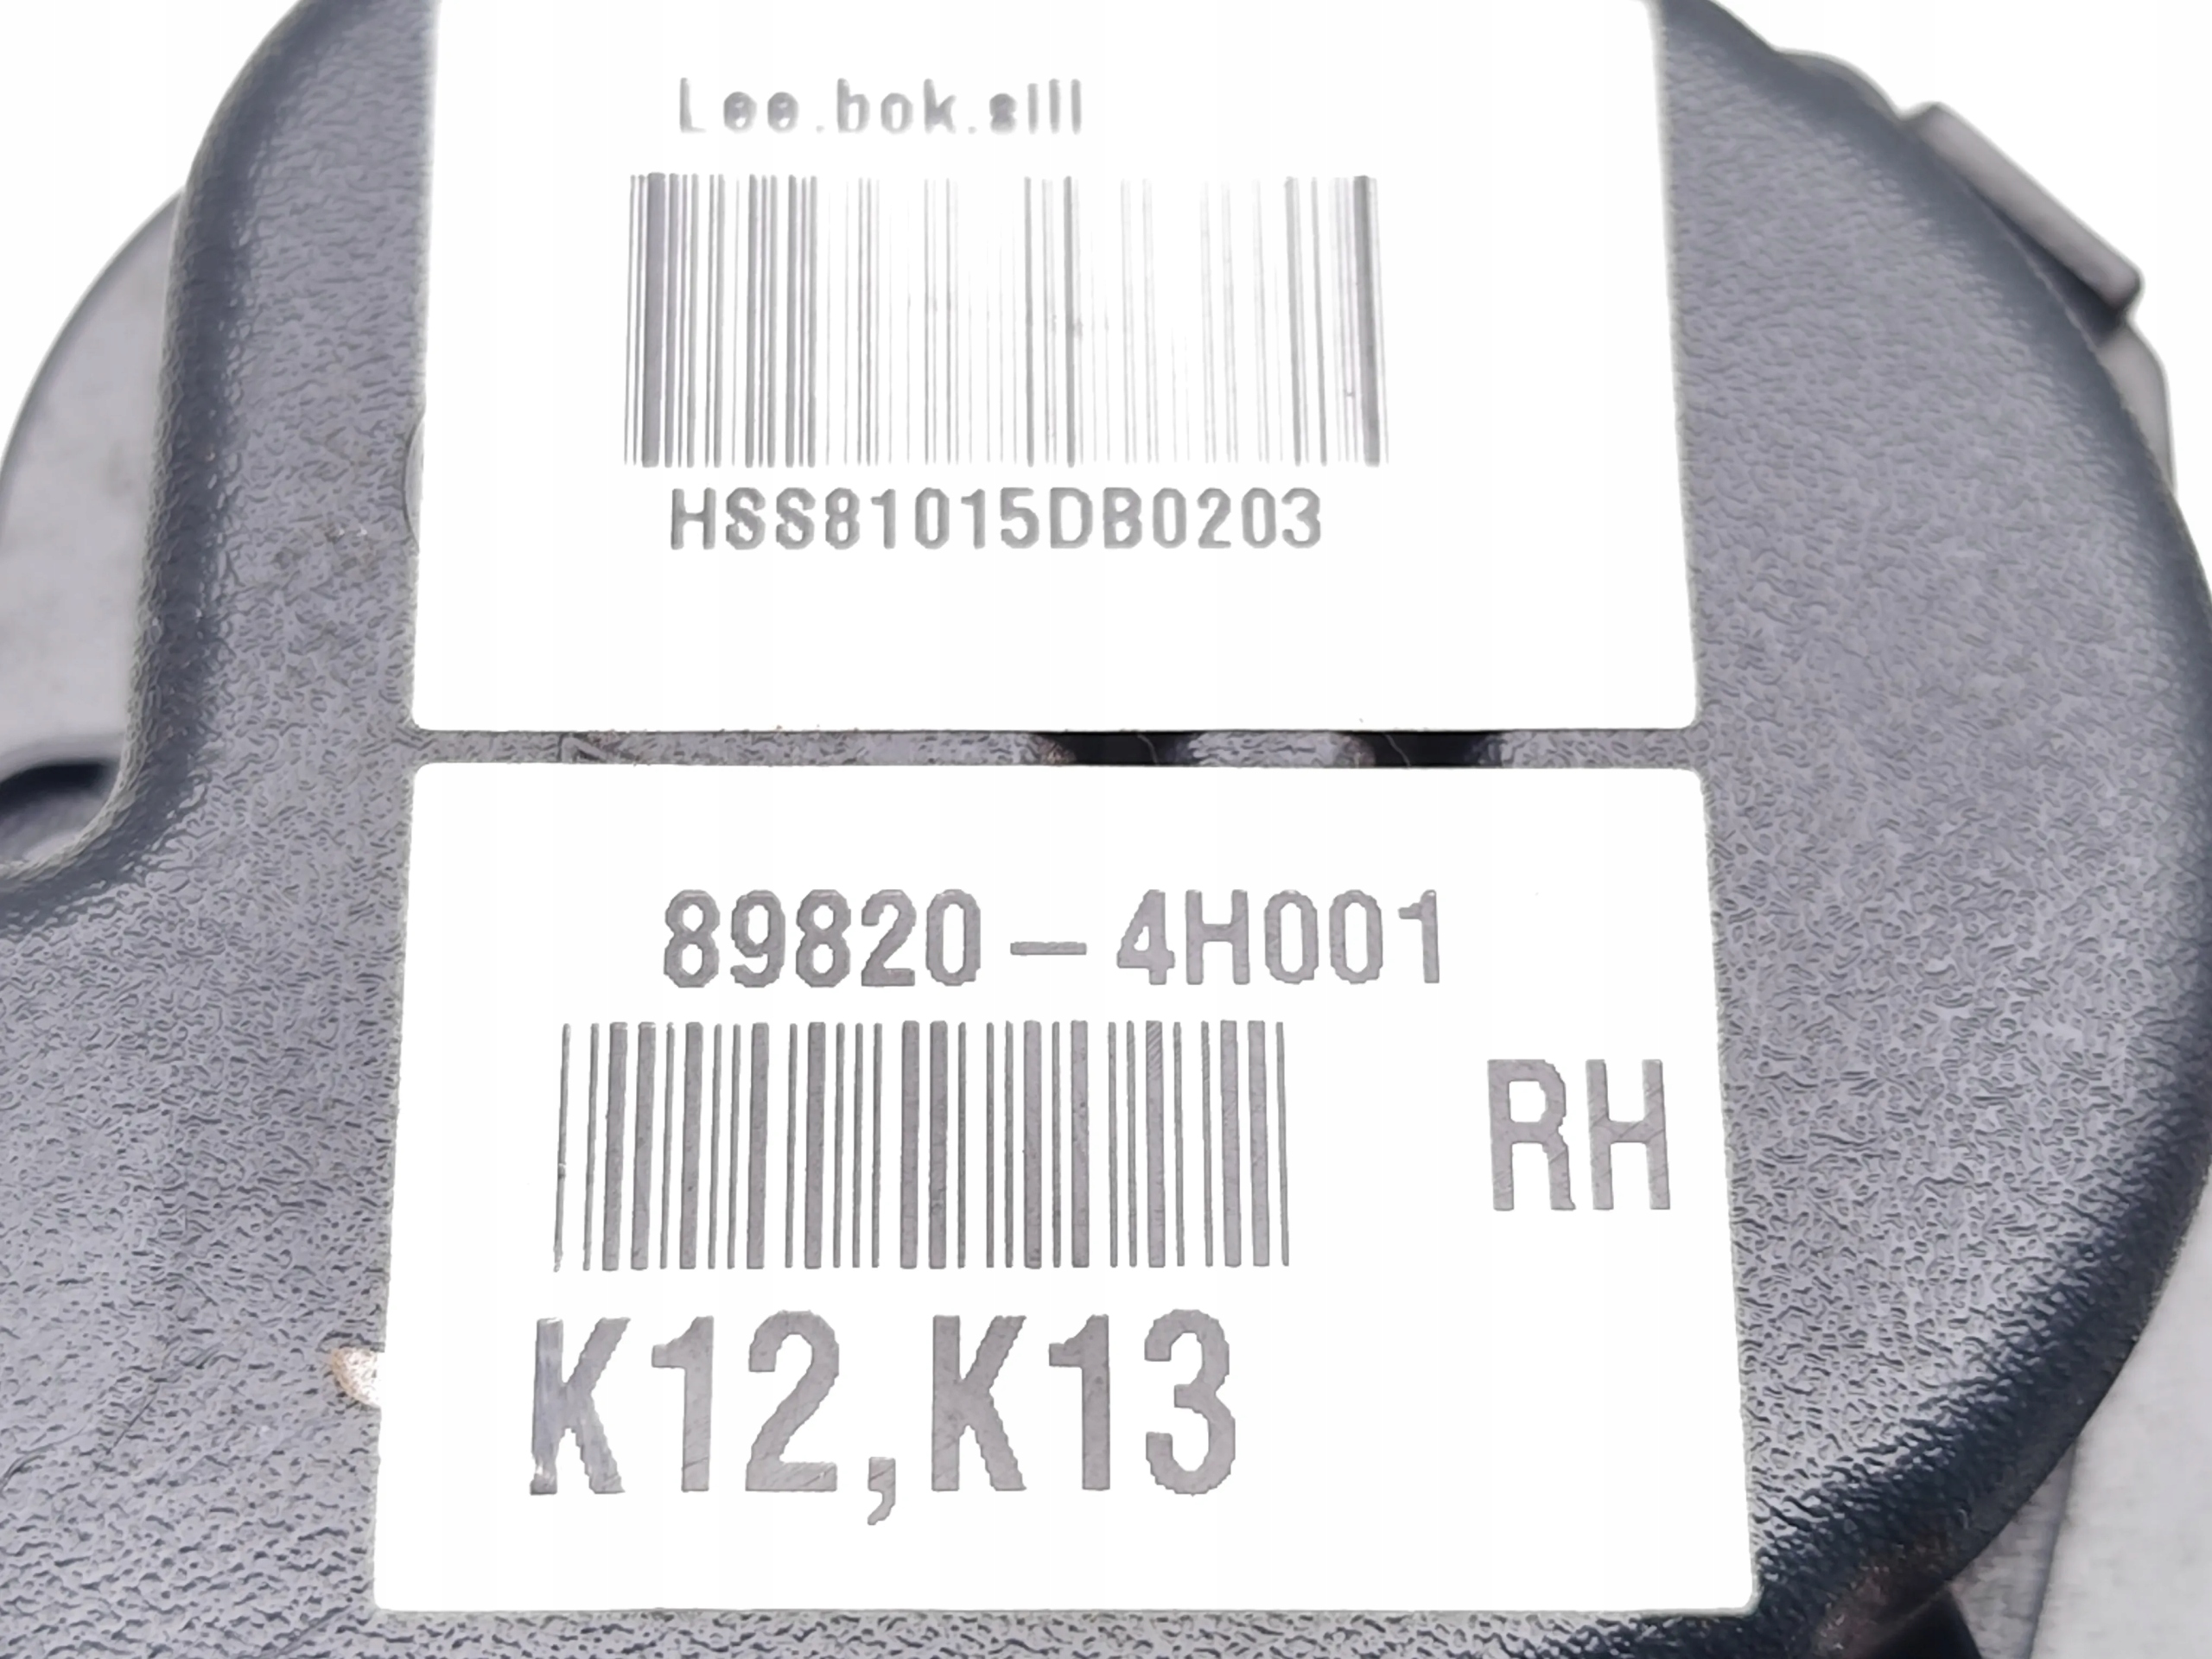 Lee.bok.sill
HSS81015DB0203
89820-4H001
RH
K12,K13